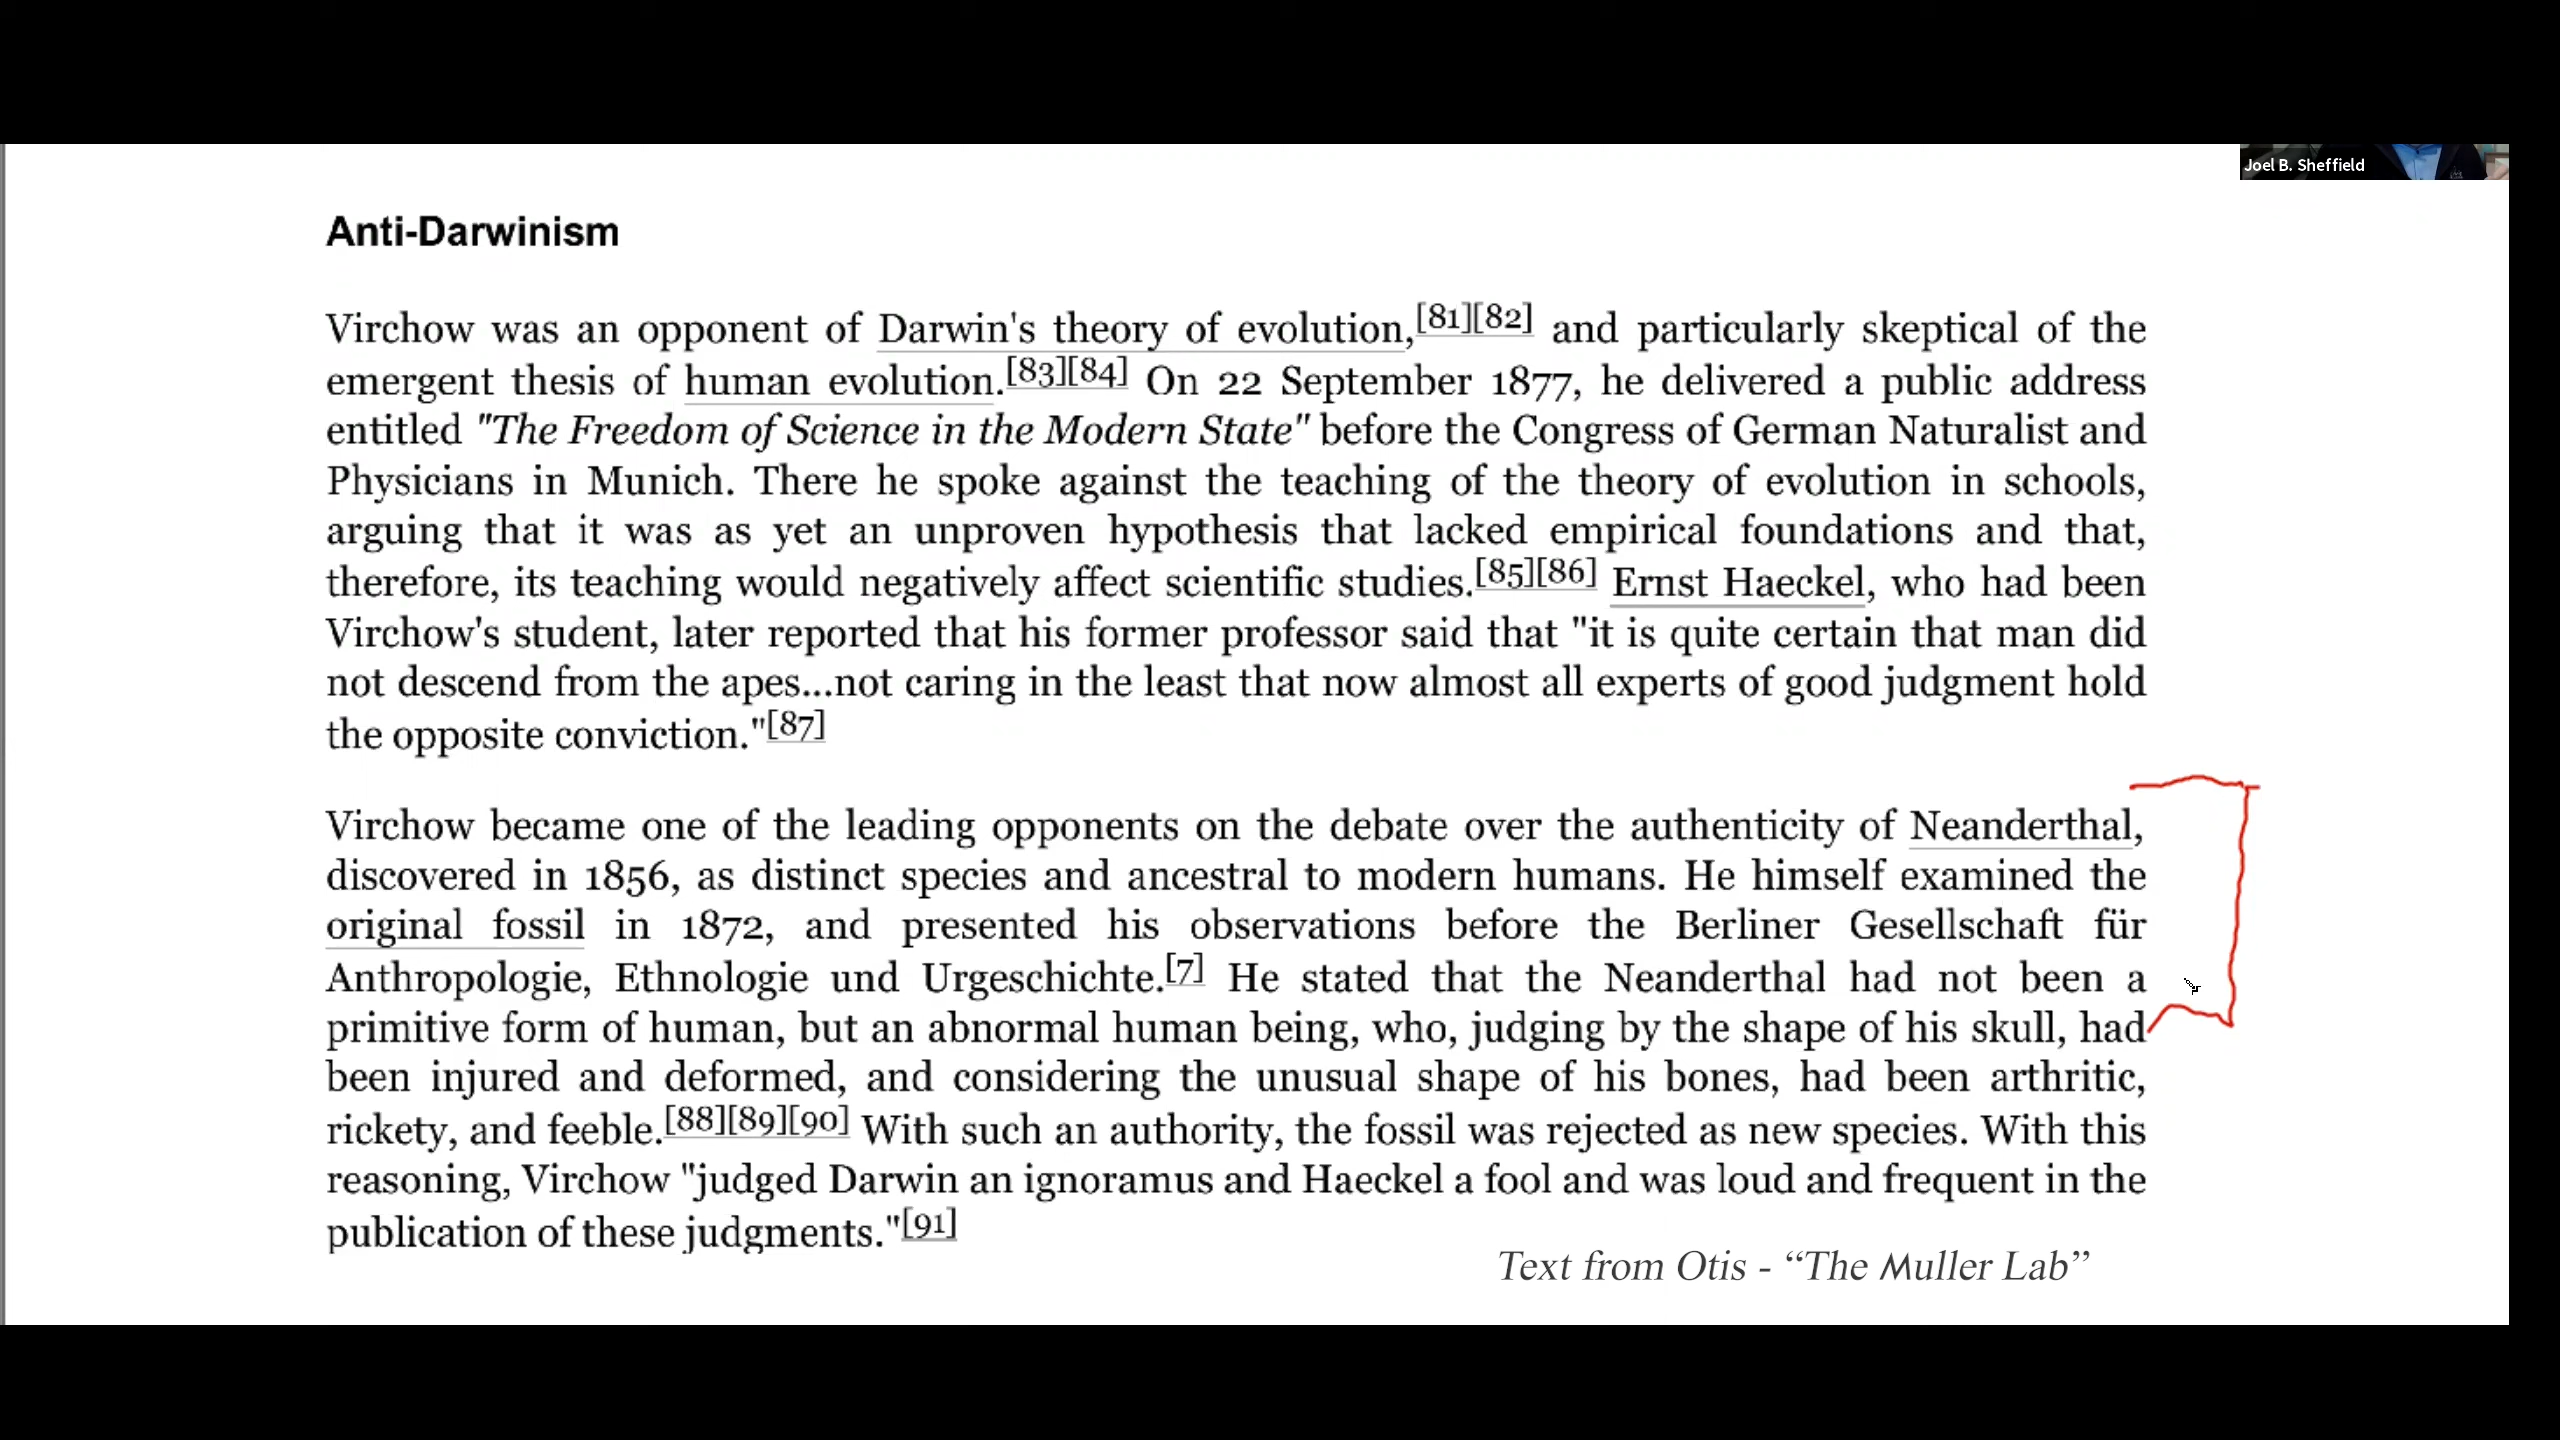 Joel B. Sheffield
Anti-Darwinism
Virchow was an opponent of Darwin's theory of evolution,[81][82] and particularly skeptical of the
emergent thesis of human evolution.[83][84] On 22 September 1877, he delivered a public address
entitled "The Freedom of Science in the Modern State" before the Congress of German Naturalist and
Physicians in Munich. There he spoke against the teaching of the theory of evolution in schools,
arguing that it was as yet an unproven hypothesis that lacked empirical foundations and that,
therefore, its teaching would negatively affect scientific studies.[85][86] Ernst Haeckel, who had been
Virchow's student, later reported that his former professor said that "it is quite certain that man did
not descend from the apes...not caring in the least that now almost all experts of good judgment hold
the opposite conviction."[87]
Virchow became one of the leading opponents on the debate over the authenticity of Neanderthal,
discovered in 1856, as distinct species and ancestral to modern humans. He himself examined the
original fossil in 1872, and presented his observations before the Berliner Gesellschaft für
Anthropologie, Ethnologie und Urgeschichte.[7] He stated that the Neanderthal had not been a
primitive form of human, but an abnormal human being, who, judging by the shape of his skull, had
been injured and deformed, and considering the unusual shape of his bones, had been arthritic,
rickety, and feeble.[88][89][90] With such an authority, the fossil was rejected as new species. With this
reasoning, Virchow "judged Darwin an ignoramus and Haeckel a fool and was loud and frequent in the
publication of these judgments."[91]
Text from Otis - “The Muller Lab”